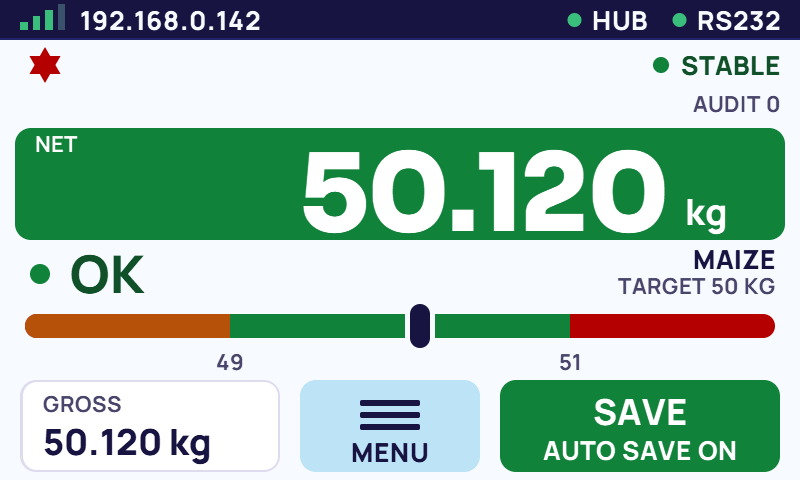 192.168.0.142
HUB
RS232
STABLE
AUDIT 0
NET
50.120 kg
OK
MAIZE
TARGET 50 KG
49
51
GROSS
50.120 kg
MENU
SAVE
AUTO SAVE ON